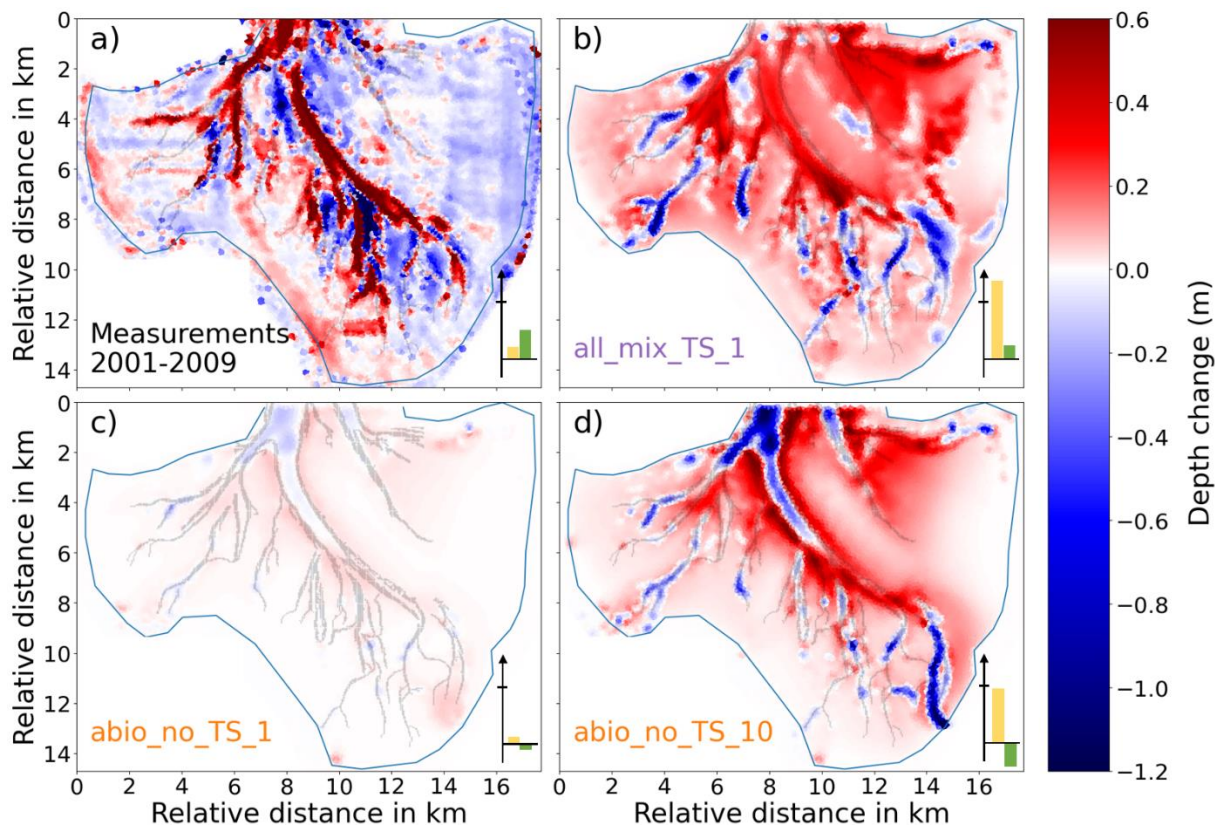 a)
Measurements
2001-2009
b)
all_mix_TS_1
c)
abio_no_TS_1
d)
abio_no_TS_10
Relative distance in km
0
2
4
6
8
10
12
14
Relative distance in km
0
2
4
6
8
10
12
14
0 2 4 6 8 10 12 14 16
Relative distance in km
0 2 4 6 8 10 12 14 16
Relative distance in km
0.6
0.4
0.2
0.0
−0.2
−0.4
−0.6
−0.8
−1.0
−1.2
Depth change (m)